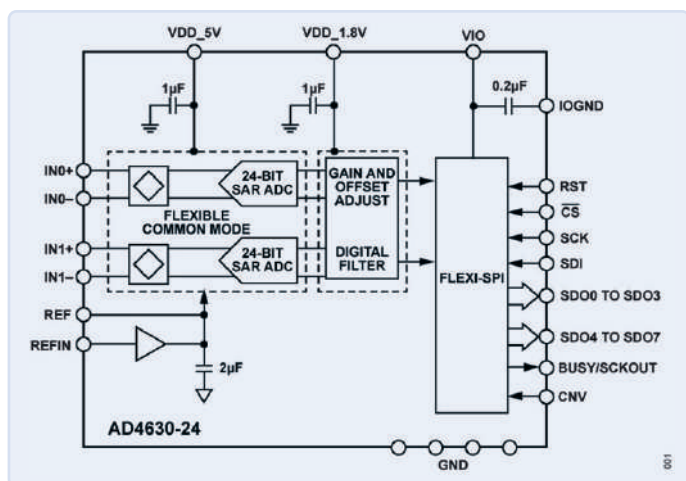 VDD_5V VDD_1.8V VIO
1µF 1µF 0.2µF
IOGND
IN0+
IN0–
24-BIT
SAR ADC
GAIN AND
OFFSET
ADJUST
FLEXIBLE
COMMON MODE
IN1+
IN1–
24-BIT
SAR ADC
DIGITAL
FILTER
FLEXI-SPI
RST
CS
SCK
SDI
SDO0 TO SDO3
SDO4 TO SDO7
BUSY/SCKOUT
CNV
REF
REFIN
2µF
AD4630-24
GND
001